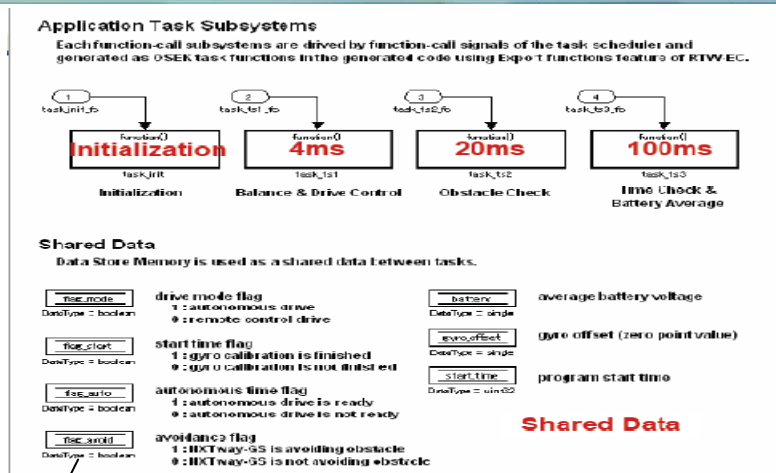 Application Task Subsystems
Each function-call subsystems are drived by function-call signals of the task scheduler and
generated as OSEK task functions in the generated code using Export functions feature of RTW-EC.
1
2
3
4
task_init_fc
task_ts1_fc
task_ts2_fc
task_ts3_fc
function()
function()
function()
function()
Initialization
4ms
20ms
100ms
task_init
task_ts1
task_ts2
task_ts3
Initialization
Balance & Drive Control
Obstacle Check
Time Check &
Battery Average
Shared Data
Data Store Memory is used as a shared data between tasks.
flag_mode
DataType = boolean
drive mode flag
1 : autonomous drive
0 : remote control drive
flag_start
DataType = boolean
start time flag
1 : gyro calibration is finished
0 : gyro calibration is not finished
flag_auto
DataType = boolean
autonomous time flag
1 : autonomous drive is ready
0 : autonomous drive is not ready
flag_avoid
DataType = boolean
avoidance flag
1 : NXTway-GS is avoiding obstacle
0 : NXTway-GS is not avoiding obstacle
battery
DataType = single
average battery voltage
gyro_offset
DataType = single
gyro offset (zero point value)
start_time
DataType = uint32
program start time
Shared Data